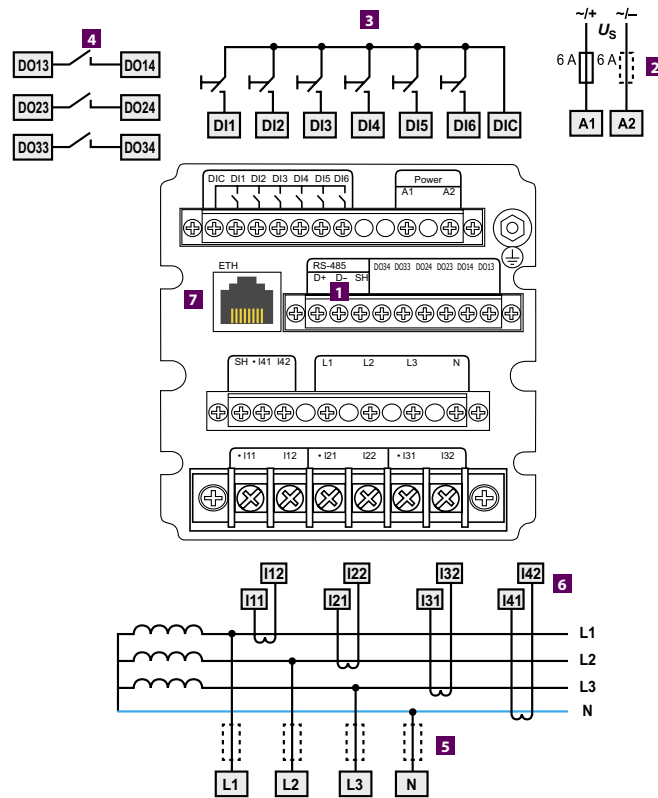 3
~/+ ~/–
U_S
4
6 A 6 A 2
DO13 DO14
DO23 DO24
DO33 DO34
DI1 DI2 DI3 DI4 DI5 DI6 DIC
A1 A2
DIC DI1 DI2 DI3 DI4 DI5 DI6
Power
A1 A2
ETH
7
RS-485
D+ D– SH
DO34 DO33 DO24 DO23 DO14 DO13
1
SH • I41 I42
L1 L2 L3 N
• I11 I12 • I21 I22 • I31 I32
I12 I22 I32 I42
6
I11 I21 I31 I41
L1
L2
L3
N
5
L1 L2 L3 N